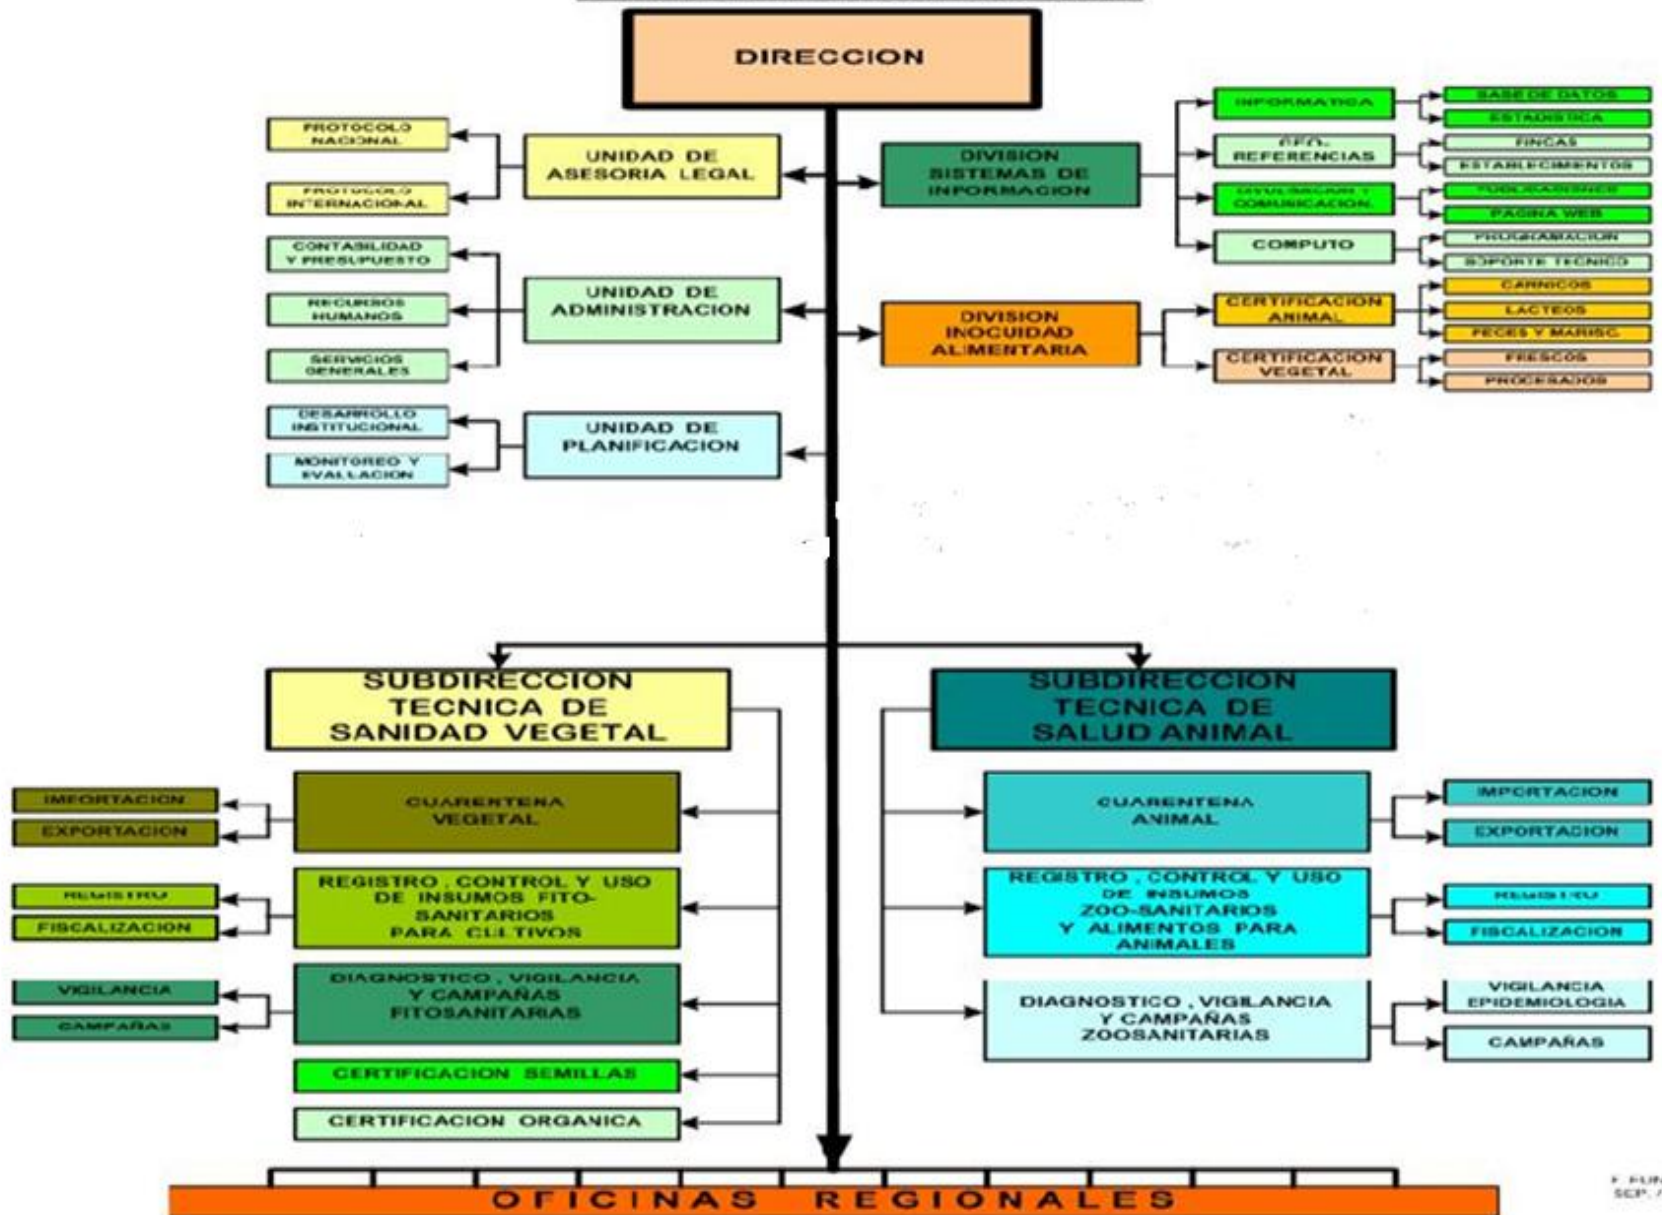 DIRECCION
PROTOCOLO
NACIONAL
PROTOCOLO
INTERNACIONAL
UNIDAD DE
ASESORIA LEGAL
CONTABILIDAD
Y PRESUPUESTO
RECURSOS
HUMANOS
SERVICIOS
GENERALES
UNIDAD DE
ADMINISTRACION
DESARROLLO
INSTITUCIONAL
MONITOREO Y
EVALUACION
UNIDAD DE
PLANIFICACION
DIVISION
SISTEMAS DE
INFORMACION
INFORMATICA
BASE DE DATOS
ESTADISTICA
GEO-
REFERENCIAS
FINCAS
ESTABLECIMIENTOS
DIVULGACION Y
COMUNICACION.
PUBLICACIONES
PAGINA WEB
COMPUTO
PROGRAMACION
SOPORTE TECNICO
DIVISION
INOCUIDAD
ALIMENTARIA
CERTIFICACION
ANIMAL
CARNICOS
LACTEOS
PECES Y MARISC.
CERTIFICACION
VEGETAL
FRESCOS
PROCESADOS
SUBDIRECCION
TECNICA DE
SANIDAD VEGETAL
CUARENTENA
VEGETAL
IMPORTACION
EXPORTACION
REGISTRO , CONTROL Y USO
DE INSUMOS FITO-
SANITARIOS
PARA CULTIVOS
REGISTRO
FISCALIZACION
DIAGNOSTICO , VIGILANCIA
Y CAMPAÑAS
FITOSANITARIAS
VIGILANCIA
CAMPAÑAS
CERTIFICACION SEMILLAS
CERTIFICACION ORGANICA
SUBDIRECCION
TECNICA DE
SALUD ANIMAL
CUARENTENA
ANIMAL
IMPORTACION
EXPORTACION
REGISTRO , CONTROL Y USO
DE INSUMOS
ZOO-SANITARIOS
Y ALIMENTOS PARA
ANIMALES
REGISTRO
FISCALIZACION
DIAGNOSTICO , VIGILANCIA
Y CAMPAÑAS
ZOOSANITARIAS
VIGILANCIA
EPIDEMIOLOGIA
CAMPAÑAS
OFICINAS REGIONALES